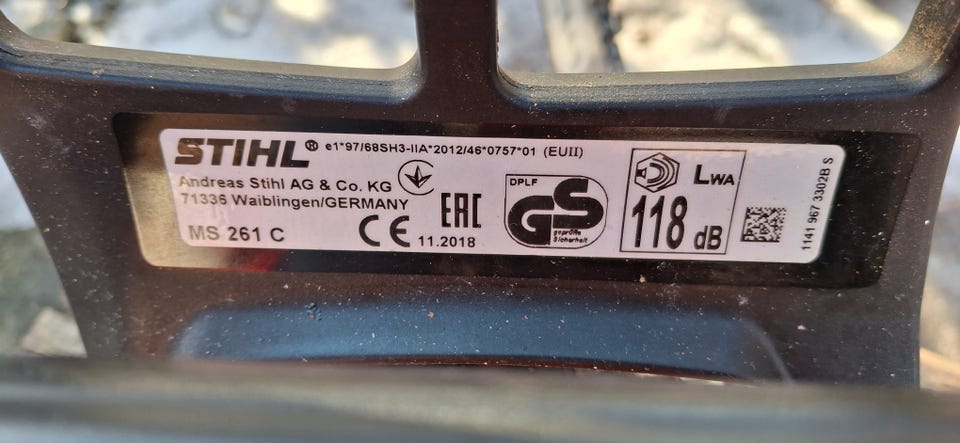 STIHL® e1*97/68SH3-IIA*2012/46*0757*01 (EUII)
Andreas Stihl AG & Co. KG
71336 Waiblingen/GERMANY
MS 261 C
CE 11.2018
EAC
DPLF
GS
geprüfte
Sicherheit
LWA
118 dB
1141 967 3302B S